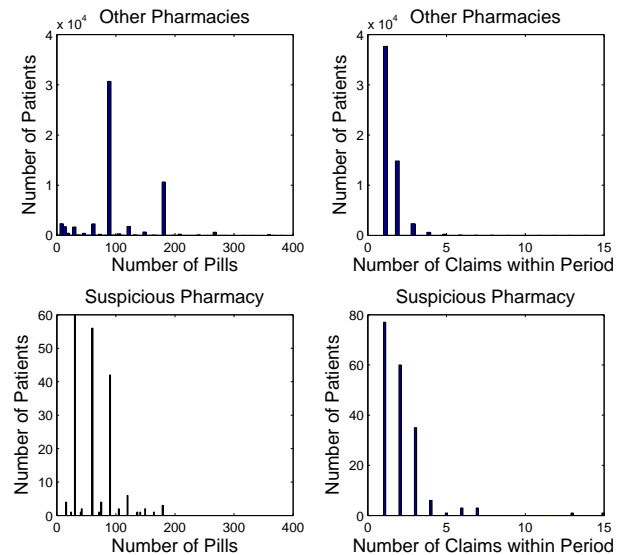 Other Pharmacies
x 10^4
4
3
2
1
0
0 100 200 300 400
Number of Patients
Number of Pills
Other Pharmacies
x 10^4
4
3
2
1
0
0 5 10 15
Number of Patients
Number of Claims within Period
Suspicious Pharmacy
60
50
40
30
20
10
0
0 100 200 300 400
Number of Patients
Number of Pills
Suspicious Pharmacy
80
60
40
20
0
0 5 10 15
Number of Patients
Number of Claims within Period